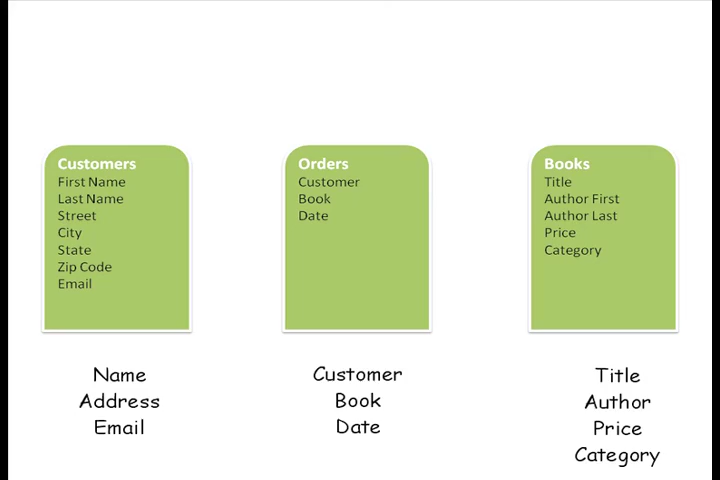 Customers
First Name
Last Name
Street
City
State
Zip Code
Email
Orders
Customer
Book
Date
Books
Title
Author First
Author Last
Price
Category
Name
Address
Email
Customer
Book
Date
Title
Author
Price
Category